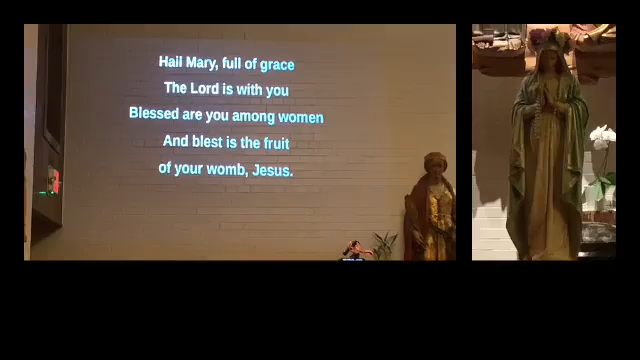 Hail Mary, full of grace
The Lord is with you
Blessed are you among women
And blest is the fruit
of your womb, Jesus.